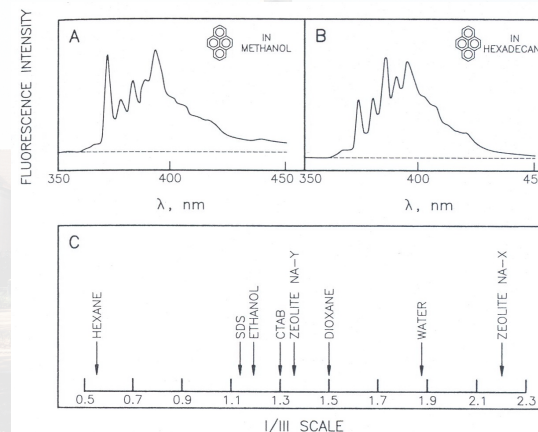 FLUORESCENCE INTENSITY
A
IN
METHANOL
350
400
450
λ, nm
B
IN
HEXADECAN
350
400
45
λ, nm
C
HEXANE
SDS
ETHANOL
CTAB
ZEOLITE NA-Y
DIOXANE
WATER
ZEOLITE NA-X
0.5 0.7 0.9 1.1 1.3 1.5 1.7 1.9 2.1 2.3
I/III SCALE